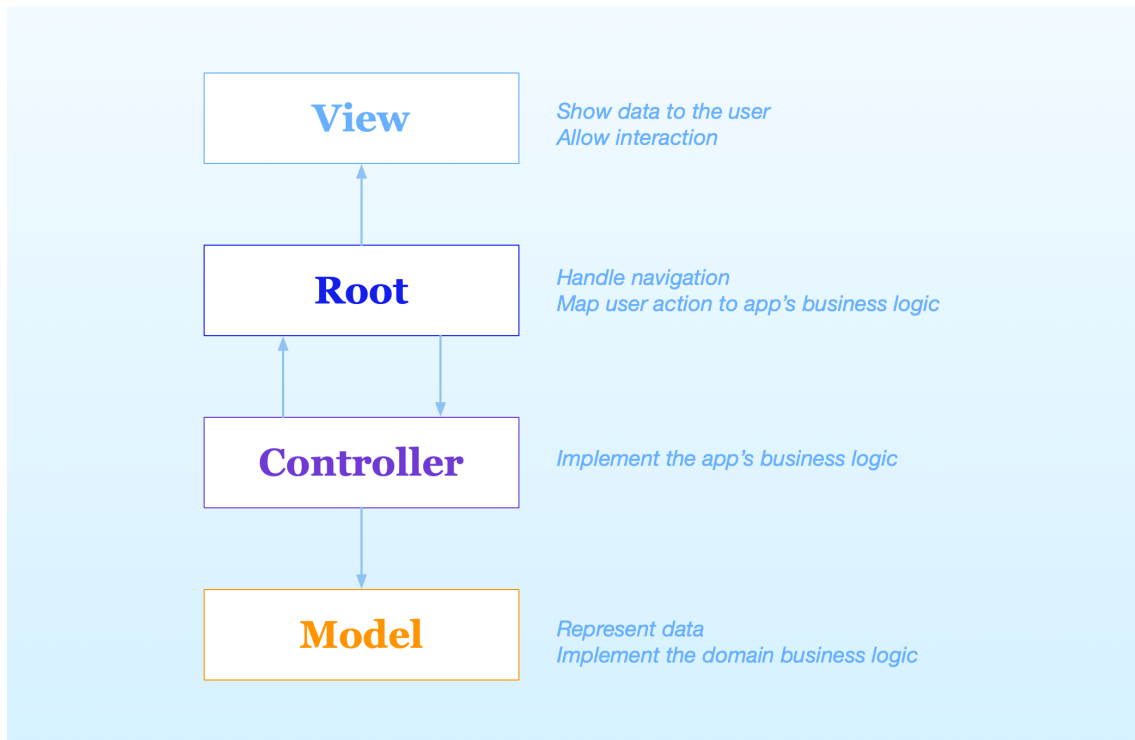 View
Show data to the user
Allow interaction
Root
Handle navigation
Map user action to app’s business logic
Controller
Implement the app’s business logic
Model
Represent data
Implement the domain business logic